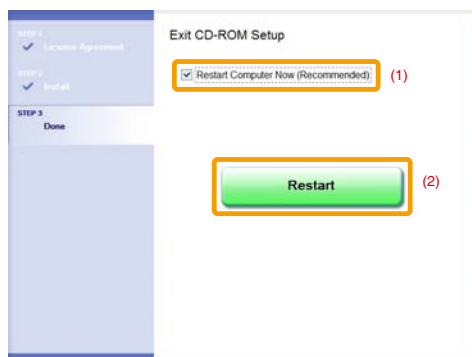 STEP 1
License Agreement
STEP 2
Install
STEP 3
Done
Exit CD-ROM Setup
Restart Computer Now (Recommended)
(1)
Restart
(2)